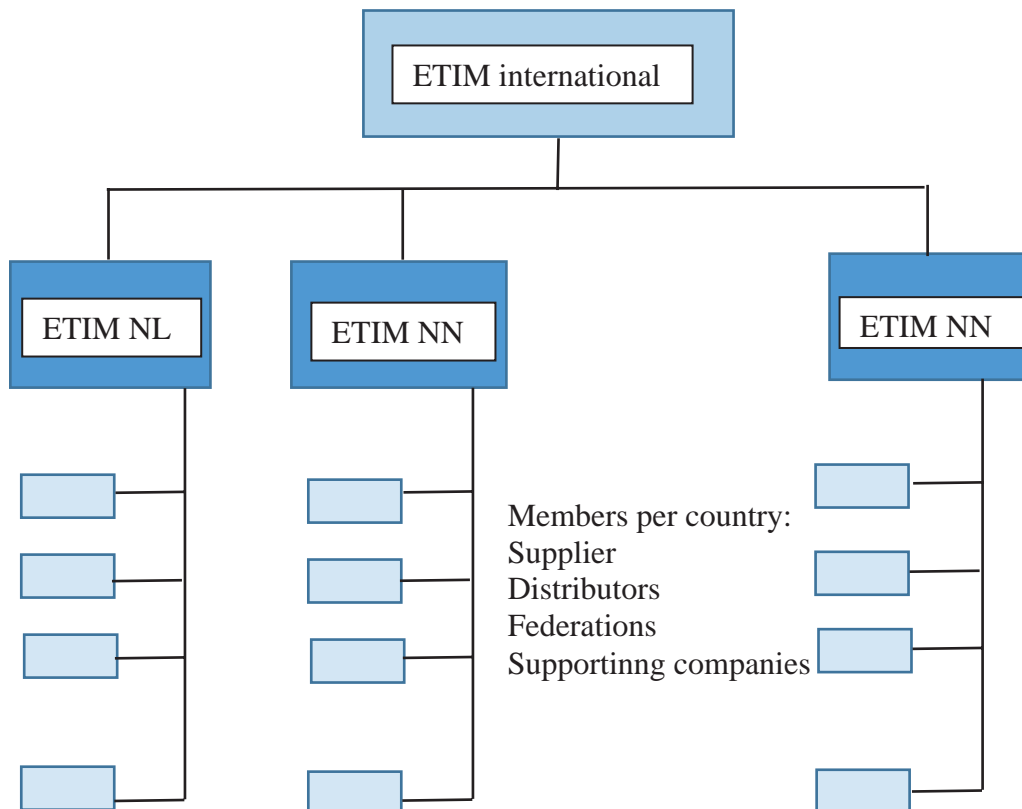 ETIM international
ETIM NL
ETIM NN
ETIM NN
Members per country:
Supplier
Distributors
Federations
Supportinng companies